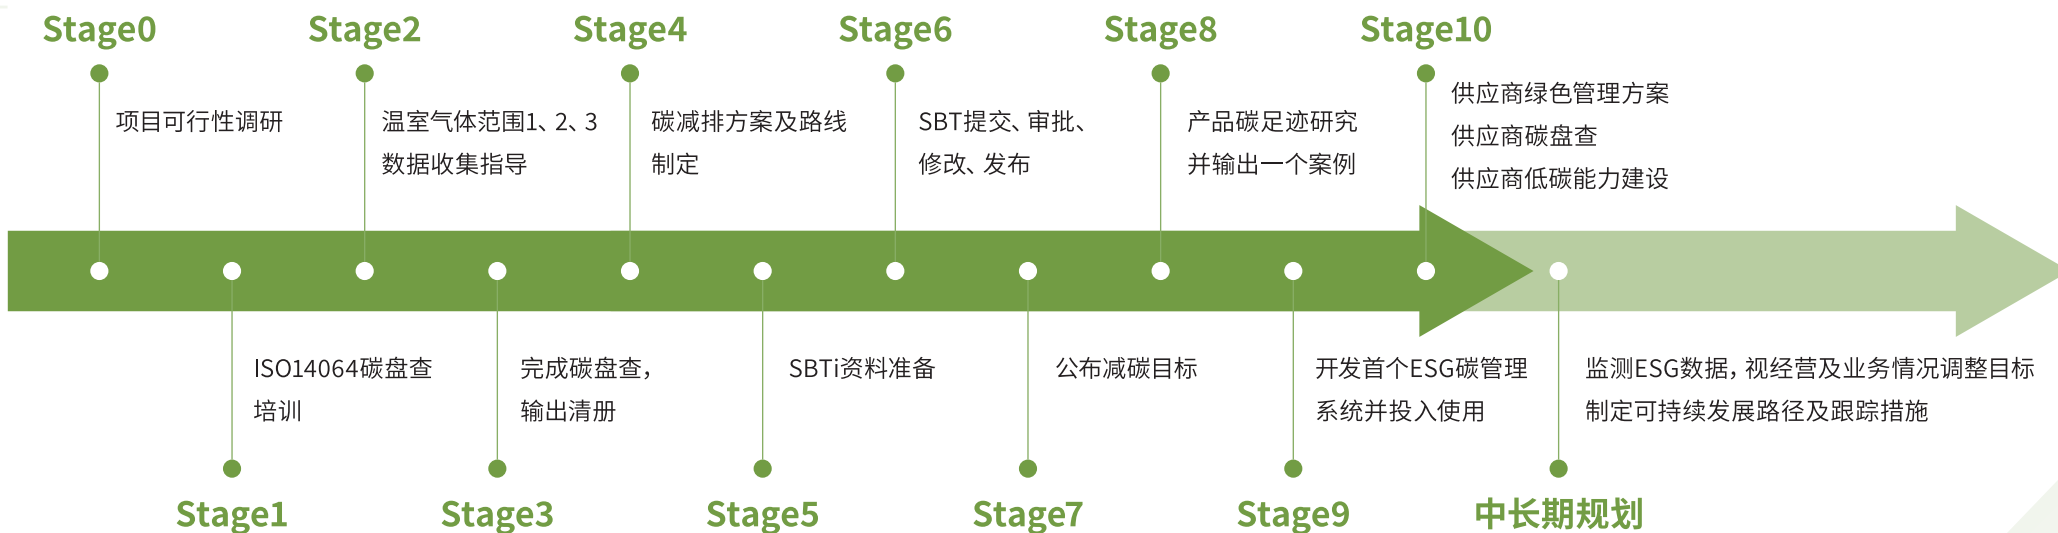 Stage0
项目可行性调研
Stage2
温室气体范围1、2、3
数据收集指导
Stage4
碳减排方案及路线
制定
Stage6
SBT提交、审批、
修改、发布
Stage8
产品碳足迹研究
并输出一个案例
Stage10
供应商绿色管理方案
供应商碳盘查
供应商低碳能力建设
ISO14064碳盘查
培训
Stage1
完成碳盘查，
输出清册
Stage3
SBTi资料准备
Stage5
公布减碳目标
Stage7
开发首个ESG碳管理
系统并投入使用
Stage9
监测ESG数据，视经营及业务情况调整目标
制定可持续发展路径及跟踪措施
中长期规划